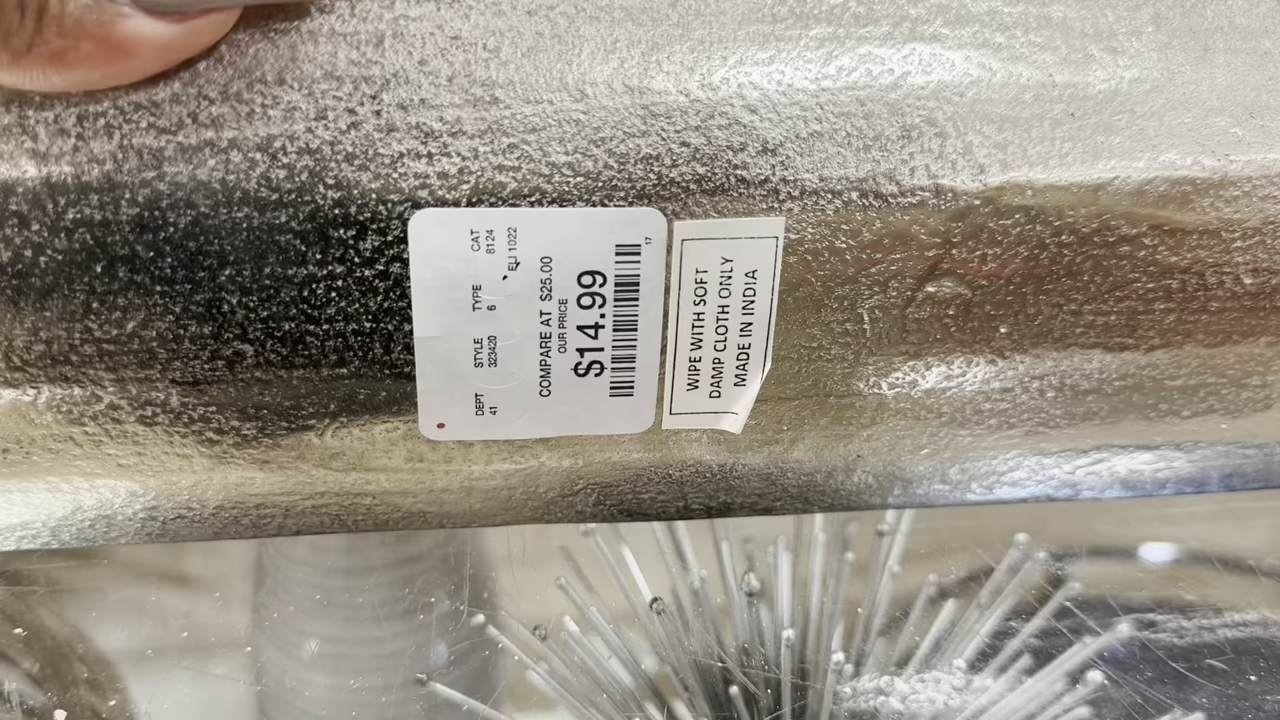 DEPT STYLE TYPE CAT
41 323420 6 8124
ELI 1022
COMPARE AT $25.00
OUR PRICE
$14.99
17
WIPE WITH SOFT
DAMP CLOTH ONLY
MADE IN INDIA